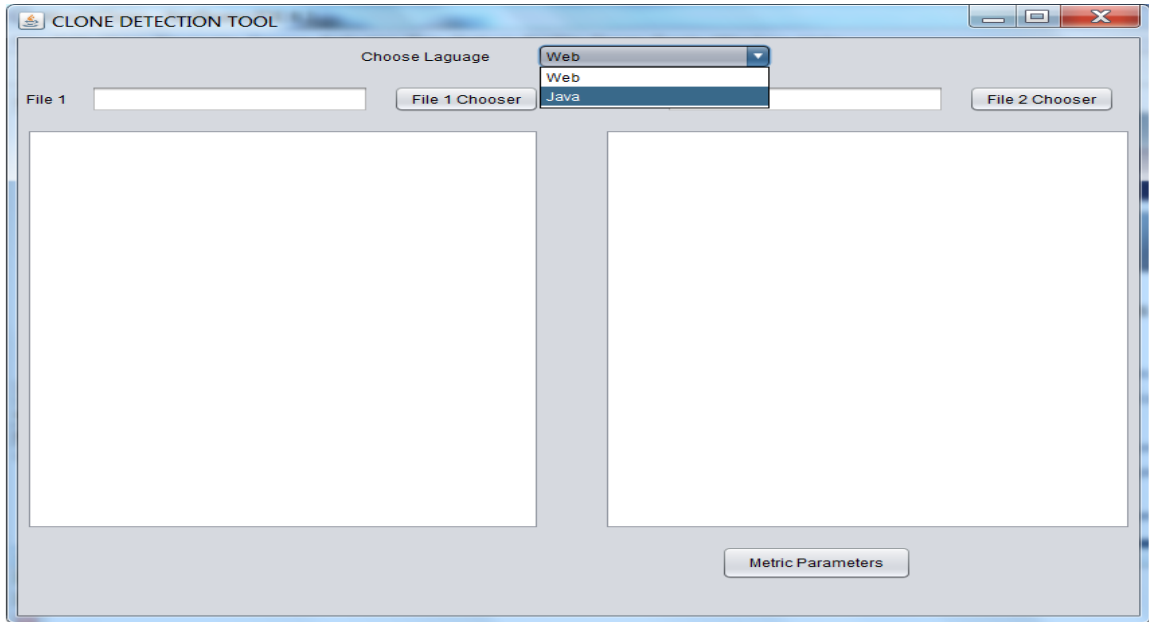 CLONE DETECTION TOOL
Choose Laguage Web
Web
Java
File 1 File 1 Chooser File 2 Chooser
Metric Parameters